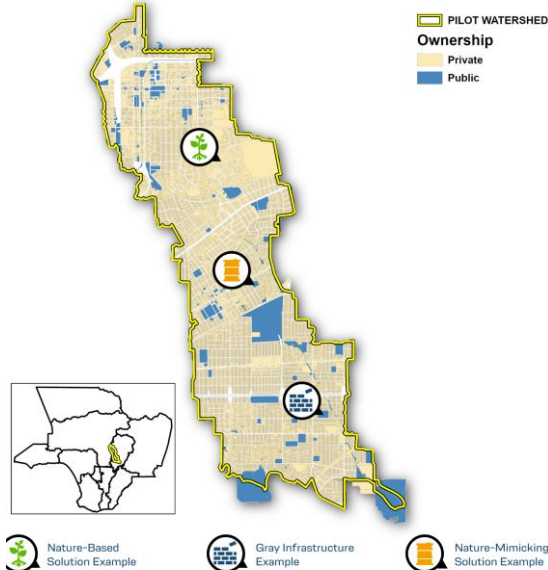 PILOT WATERSHED
Ownership
Private
Public
Nature-Based
Solution Example
Gray Infrastructure
Example
Nature-Mimicking
Solution Example